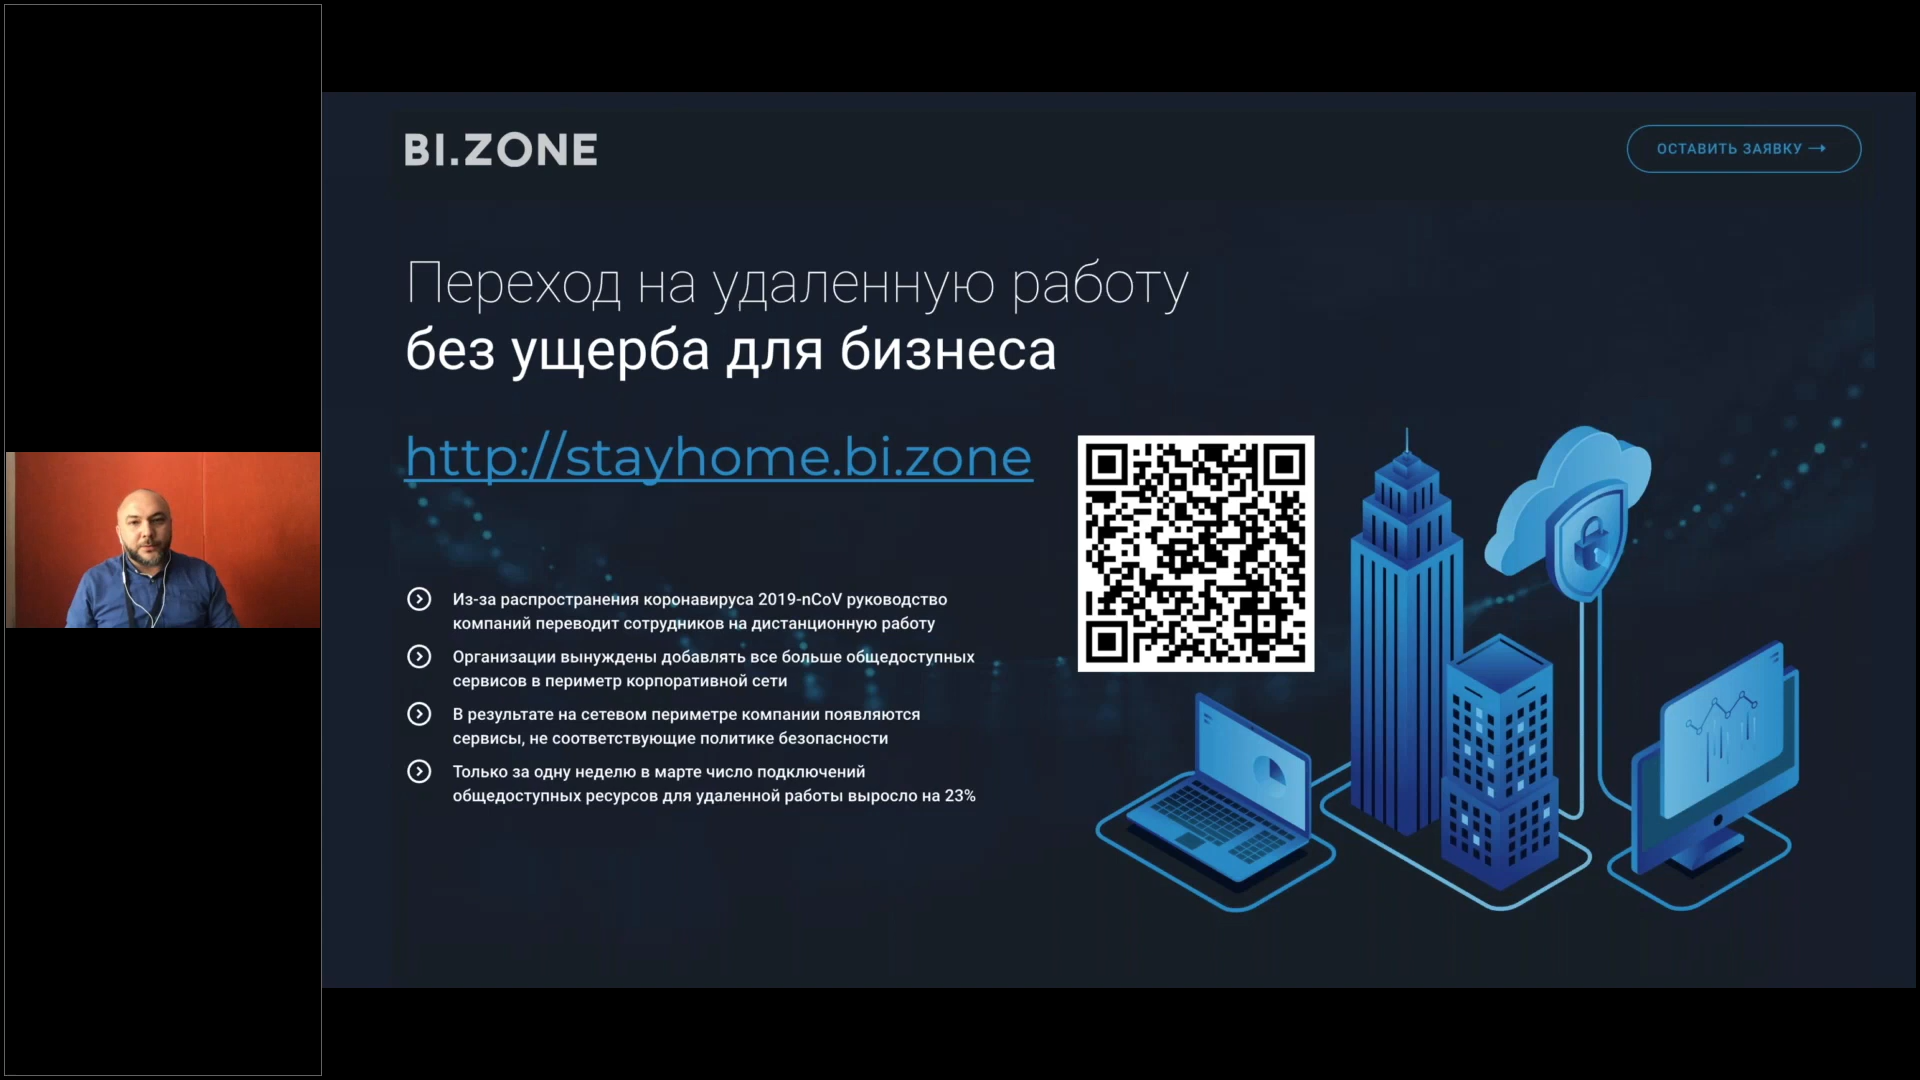 BI.ZONE
ОСТАВИТЬ ЗАЯВКУ →
Переход на удаленную работу
без ущерба для бизнеса
http://stayhome.bi.zone
Из-за распространения коронавируса 2019-nCoV руководство
компаний переводит сотрудников на дистанционную работу
Организации вынуждены добавлять все больше общедоступных
сервисов в периметр корпоративной сети
В результате на сетевом периметре компании появляются
сервисы, не соответствующие политике безопасности
Только за одну неделю в марте число подключений
общедоступных ресурсов для удаленной работы выросло на 23%